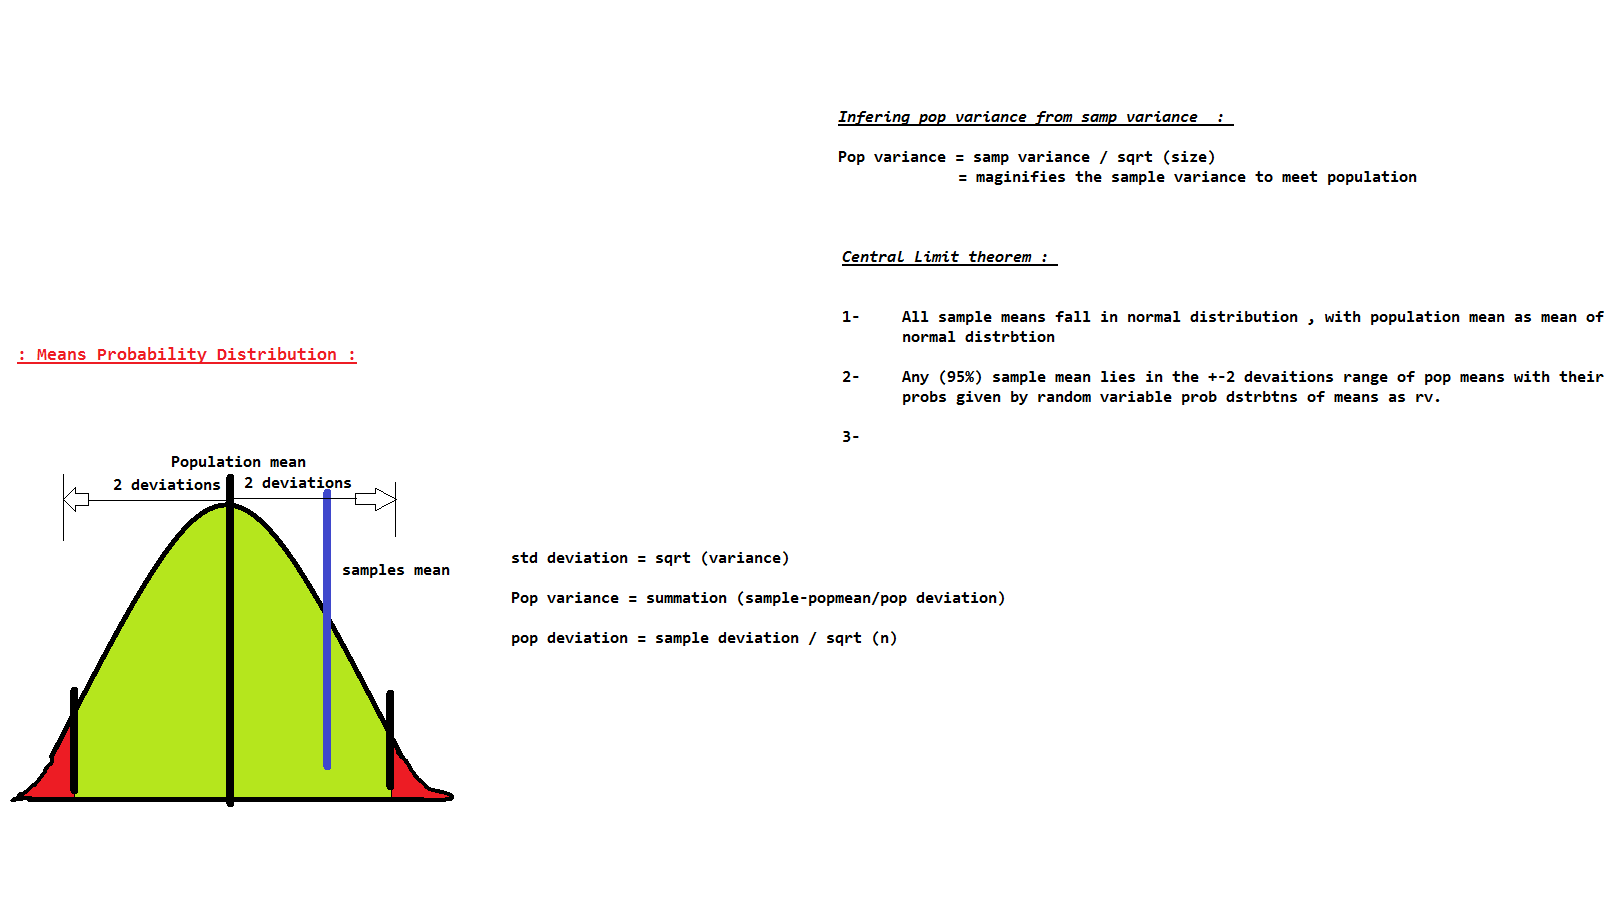 Infering pop variance from samp variance  :
Pop variance = samp variance / sqrt (size)
= maginifies the sample variance to meet population
Central Limit theorem :
1- All sample means fall in normal distribution , with population mean as mean of
normal distrbtion
2- Any (95%) sample mean lies in the +-2 devaitions range of pop means with their
probs given by random variable prob dstrbtns of means as rv.
3-
: Means Probability Distribution :
Population mean
2 deviations
2 deviations
samples mean
std deviation = sqrt (variance)
Pop variance = summation (sample-popmean/pop deviation)
pop deviation = sample deviation / sqrt (n)